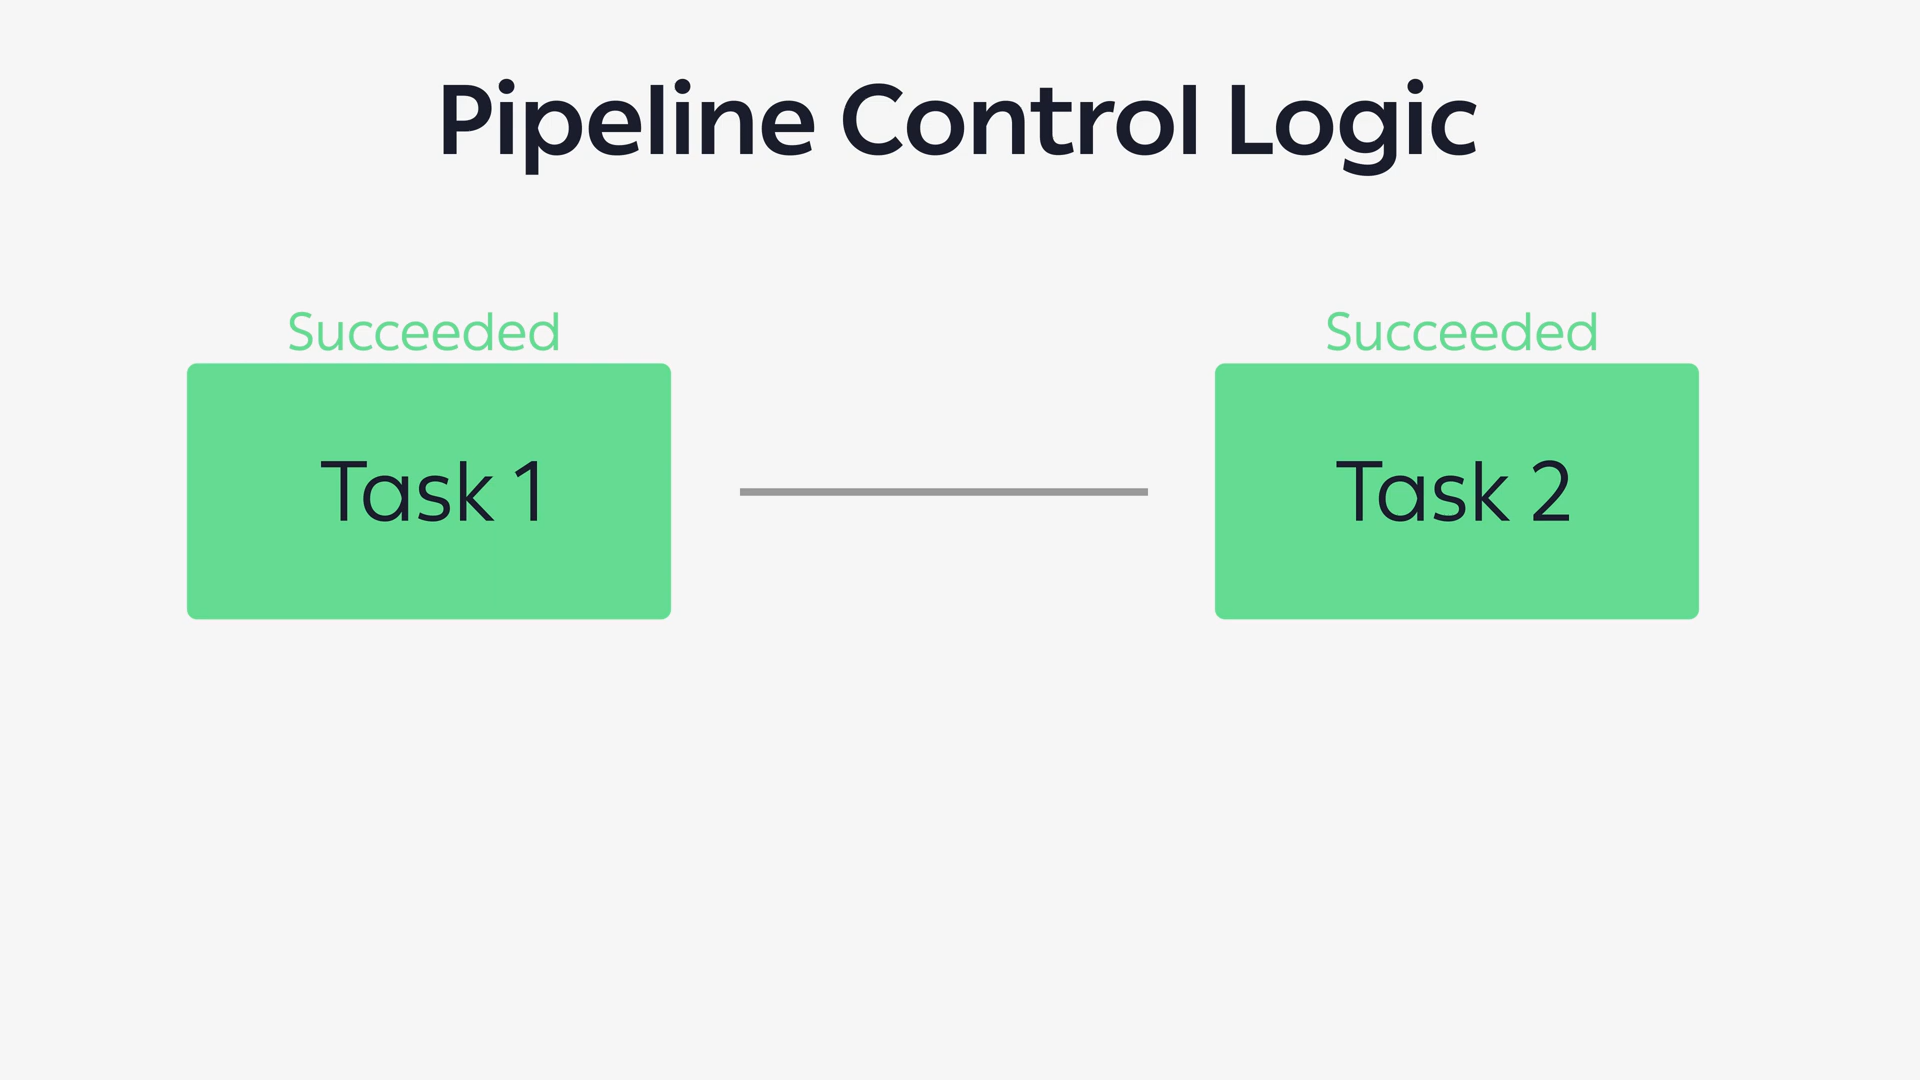 Pipeline Control Logic
Succeeded
Succeeded
Task 1
Task 2